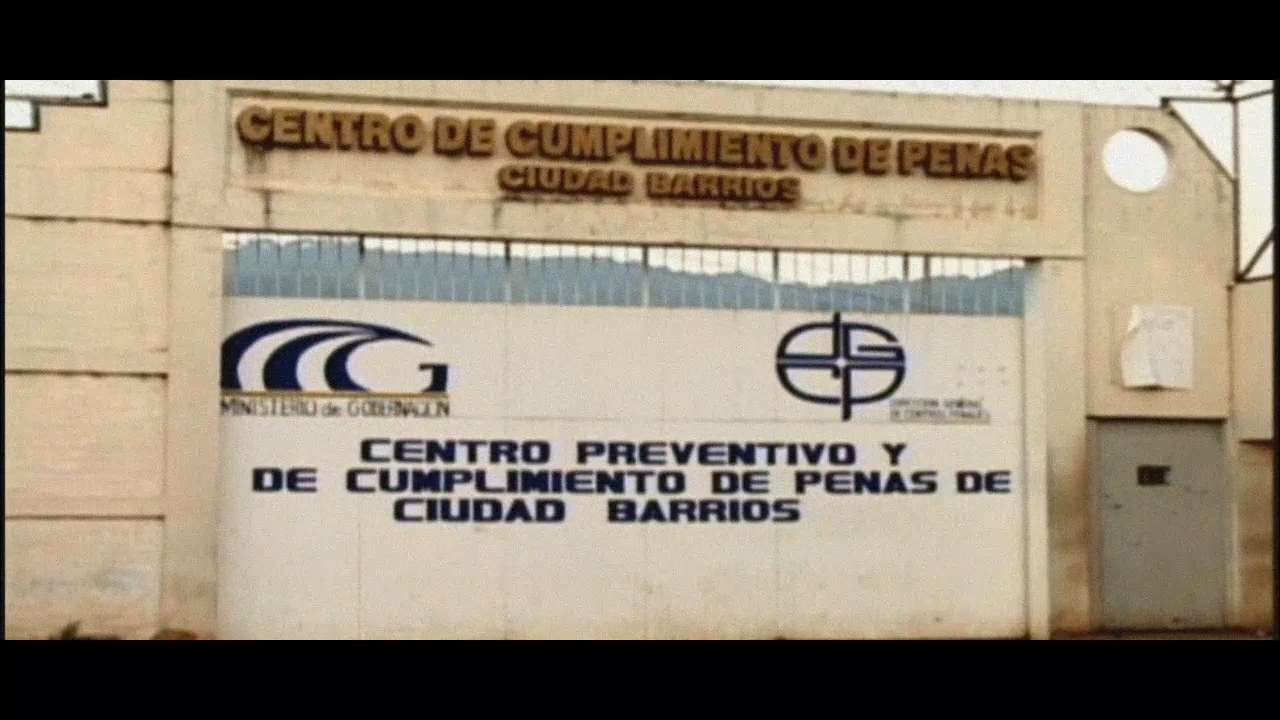 CENTRO DE CUMPLIMIENTO DE PENAS
CIUDAD BARRIOS
G
MINISTERIO de GOBERNACION
DGCP
CENTRO PREVENTIVO Y
DE CUMPLIMIENTO DE PENAS DE
CIUDAD BARRIOS